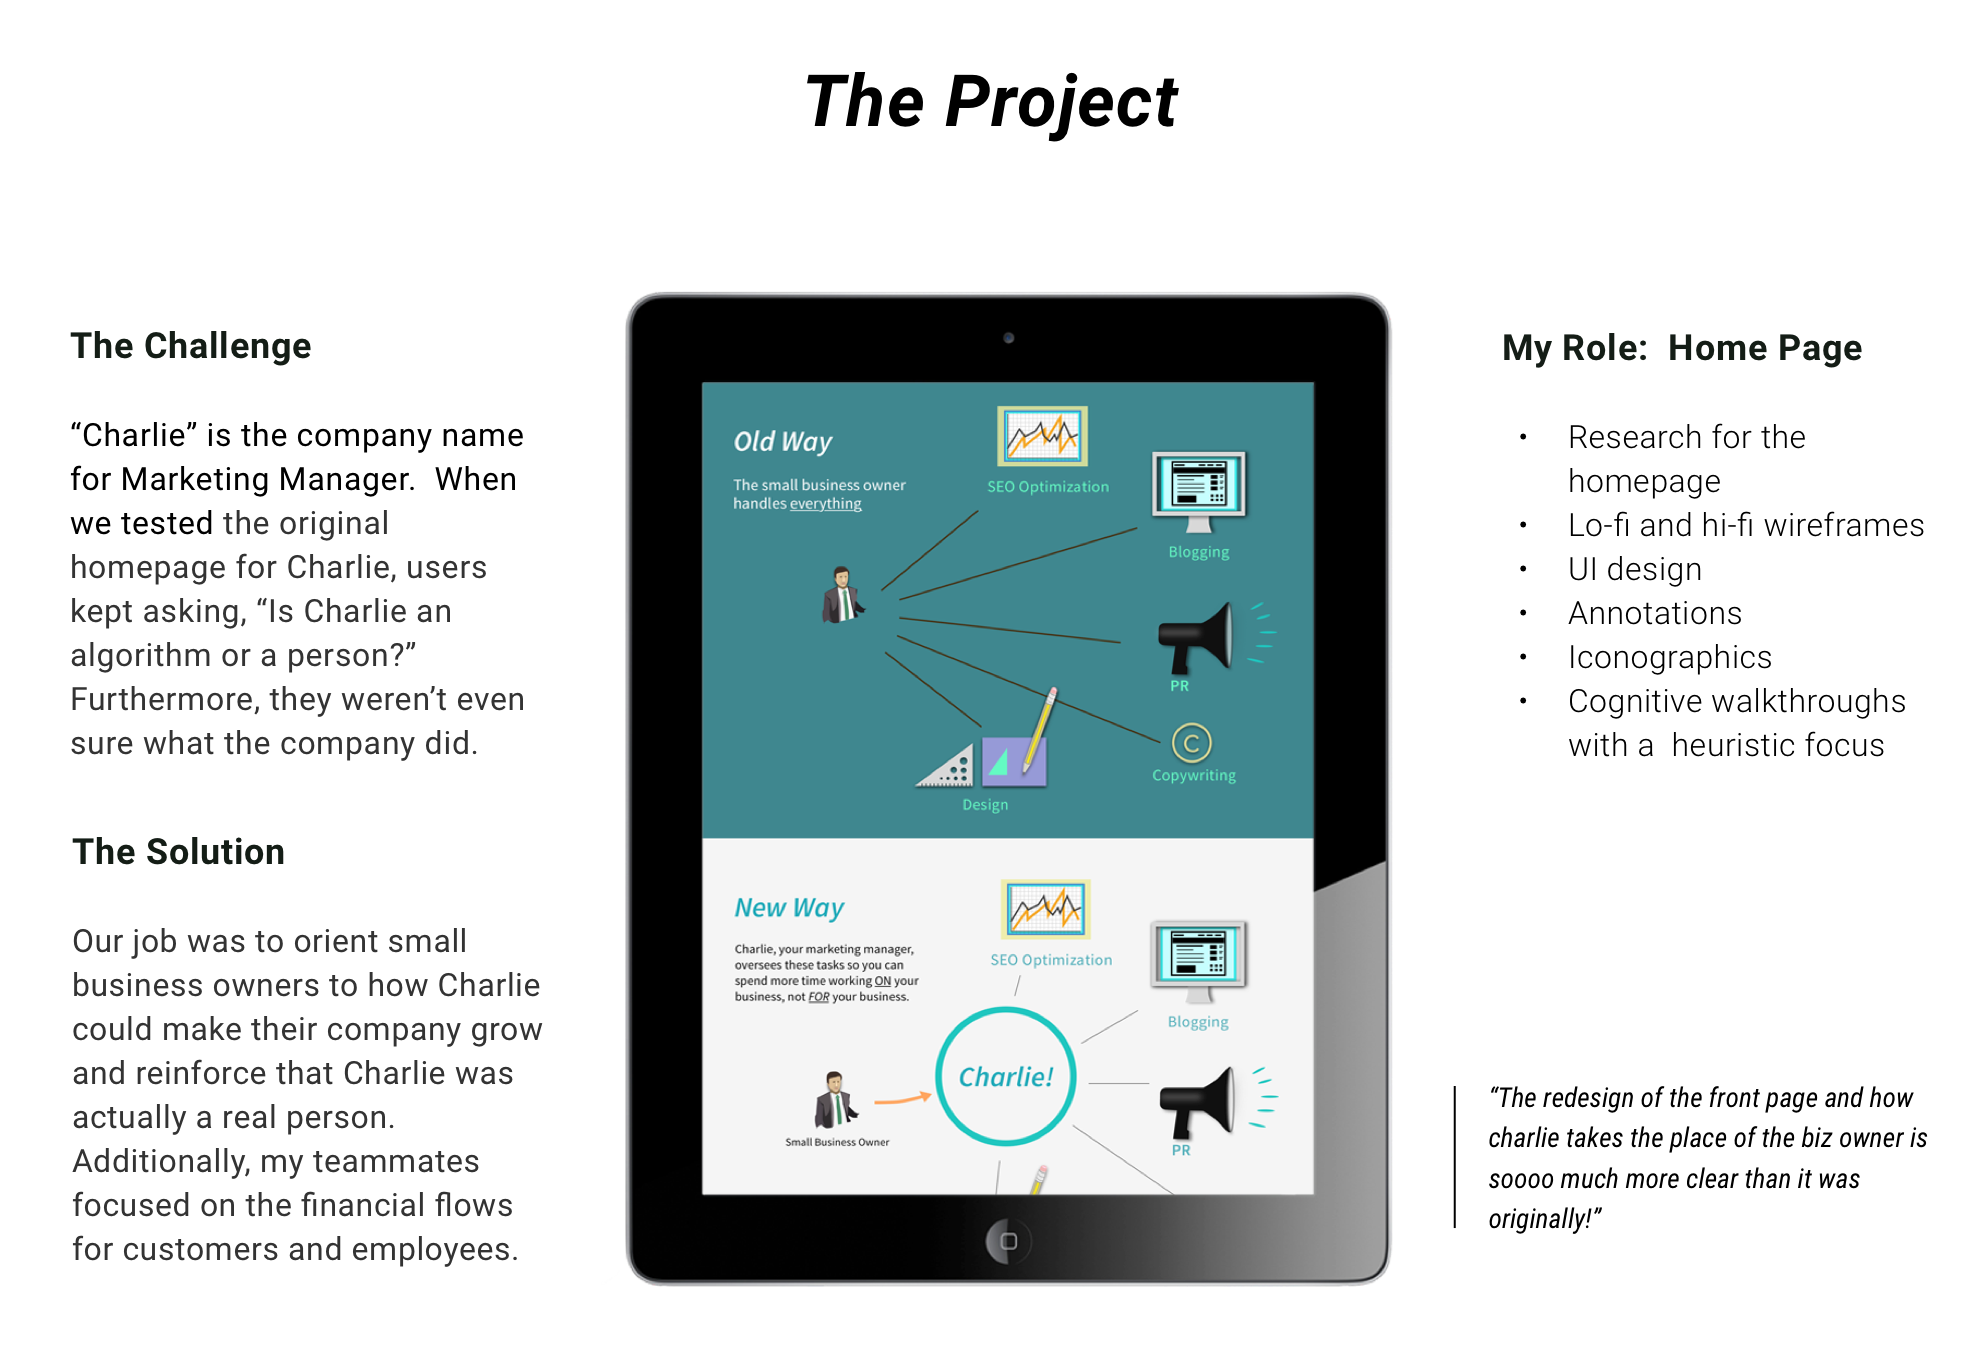 The Project
The Challenge
“Charlie” is the company name
for Marketing Manager.  When
we tested the original
homepage for Charlie, users
kept asking, “Is Charlie an
algorithm or a person?”
Furthermore, they weren’t even
sure what the company did.
The Solution
Our job was to orient small
business owners to how Charlie
could make their company grow
and reinforce that Charlie was
actually a real person.
Additionally, my teammates
focused on the financial flows
for customers and employees.
Old Way
The small business owner
handles everything
SEO Optimization
Blogging
PR
C
Copywriting
Design
New Way
Charlie, your marketing manager,
oversees these tasks so you can
spend more time working ON your
business, not FOR your business.
SEO Optimization
Blogging
Charlie!
Small Business Owner
PR
My Role:  Home Page
• Research for the
homepage
• Lo-fi and hi-fi wireframes
• UI design
• Annotations
• Iconographics
• Cognitive walkthroughs
with a  heuristic focus
“The redesign of the front page and how
charlie takes the place of the biz owner is
soooo much more clear than it was
originally!”